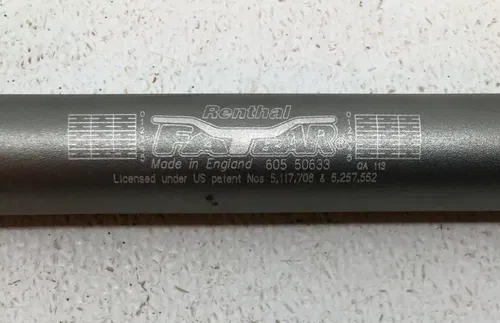 Renthal
FATBAR
Made in England 605 50633 QA 113
Licensed under US patent Nos 5,117,708 & 5,257,552